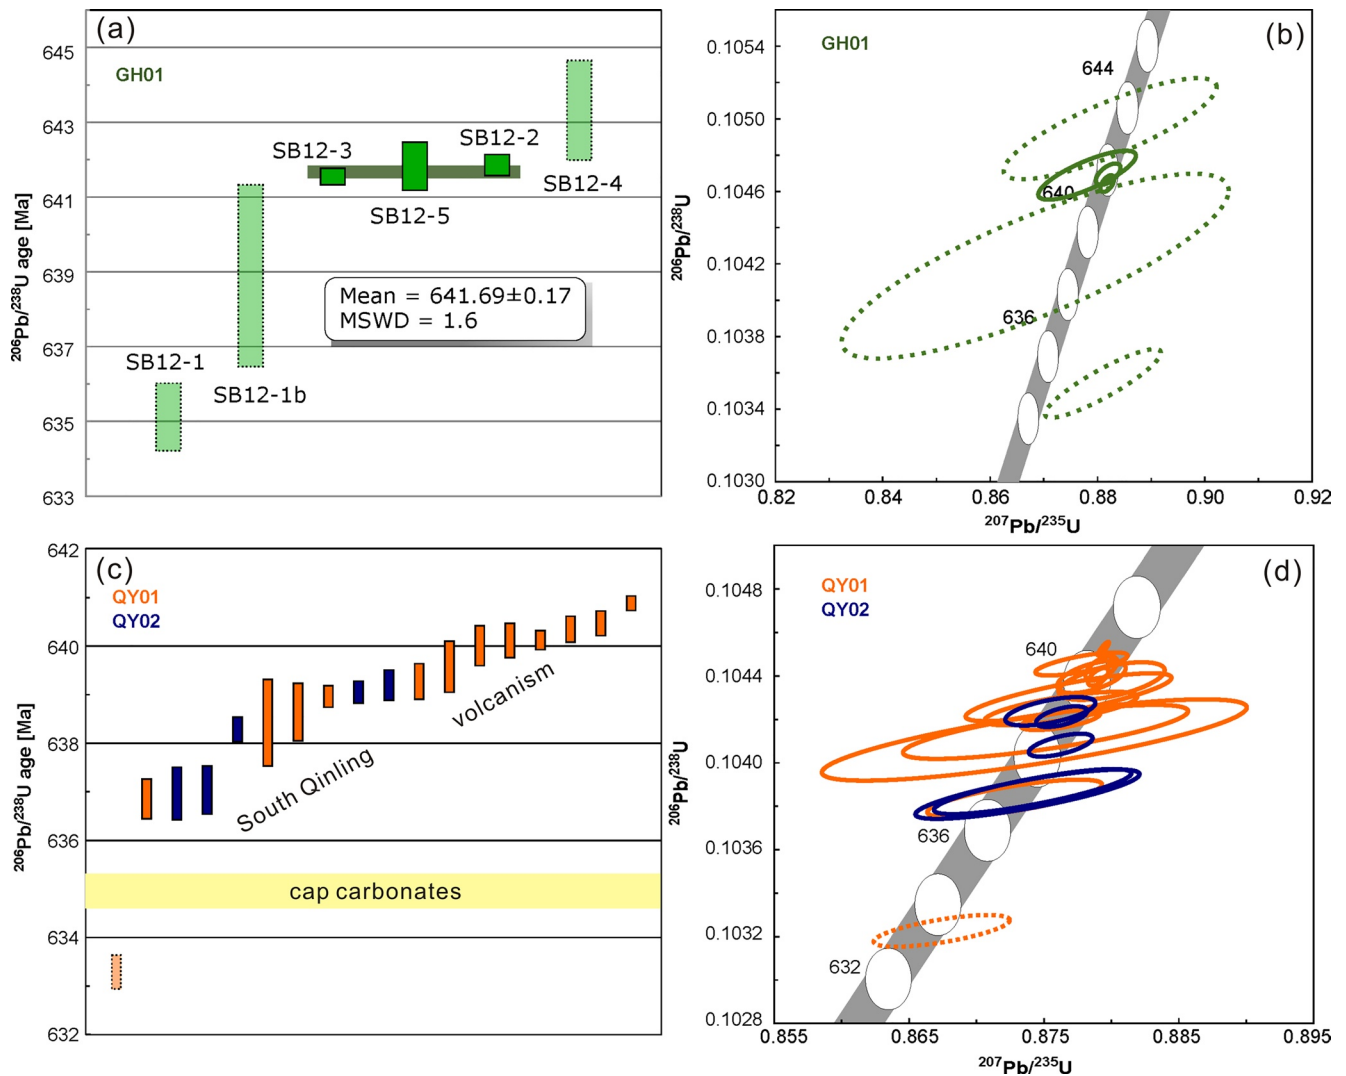 (a)
GH01
645
643
641
639
637
635
633
²⁰⁶Pb/²³⁸U age [Ma]
SB12-3
SB12-2
SB12-4
SB12-5
Mean = 641.69±0.17
MSWD = 1.6
SB12-1
SB12-1b
(b)
GH01
0.1054
0.1050
0.1046
0.1042
0.1038
0.1034
0.1030
²⁰⁶Pb/²³⁸U
644
640
636
0.82
0.84
0.86
0.88
0.90
0.92
²⁰⁷Pb/²³⁵U
(c)
QY01
QY02
642
640
638
636
634
632
²⁰⁶Pb/²³⁸U age [Ma]
South Qinling
volcanism
cap carbonates
(d)
QY01
QY02
0.1048
0.1044
0.1040
0.1036
0.1032
0.1028
²⁰⁶Pb/²³⁸U
640
636
632
0.855
0.865
0.875
0.885
0.895
²⁰⁷Pb/²³⁵U